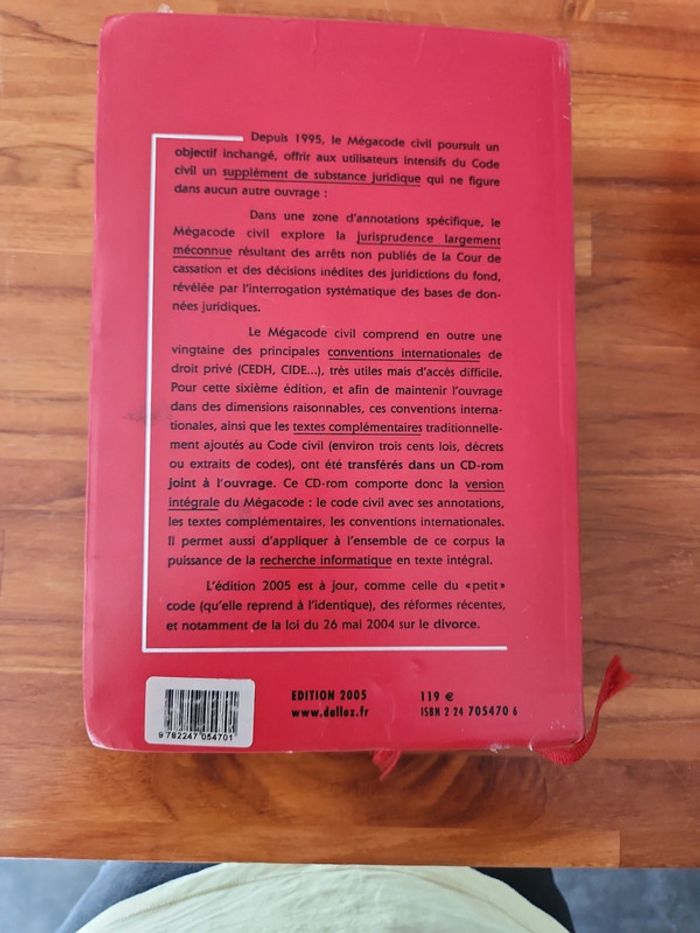 Depuis 1995, le Mégacode civil poursuit un
objectif inchangé, offrir aux utilisateurs intensifs du Code
civil un supplément de substance juridique qui ne figure
dans aucun autre ouvrage :
Dans une zone d'annotations spécifique, le
Mégacode civil explore la jurisprudence largement
méconnue résultant des arrêts non publiés de la Cour de
cassation et des décisions inédites des juridictions du fond,
révélée par l'interrogation systématique des bases de don-
nées juridiques.
Le Mégacode civil comprend en outre une
vingtaine des principales conventions internationales de
droit privé (CEDH, CIDE...), très utiles mais d'accès difficile.
Pour cette sixième édition, et afin de maintenir l'ouvrage
dans des dimensions raisonnables, ces conventions interna-
tionales, ainsi que les textes complémentaires traditionnelle-
ment ajoutés au Code civil (environ trois cents lois, décrets
ou extraits de codes), ont été transférés dans un CD-rom
joint à l'ouvrage. Ce CD-rom comporte donc la version
intégrale du Mégacode : le code civil avec ses annotations,
les textes complémentaires, les conventions internationales.
Il permet aussi d'appliquer à l'ensemble de ce corpus la
puissance de la recherche informatique en texte intégral.
L'édition 2005 est à jour, comme celle du «petit»
code (qu'elle reprend à l'identique), des réformes récentes,
et notamment de la loi du 26 mai 2004 sur le divorce.
EDITION 2005 119 €
www.dalloz.fr ISBN 2 24 705470 6
9 782247 054701